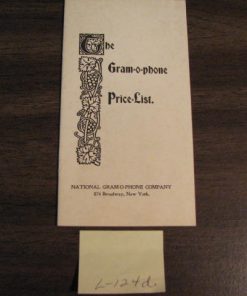 The
Gram-o-phone
Price-List.
NATIONAL GRAM-O-PHONE COMPANY
874 Broadway, New York.
L-124d.